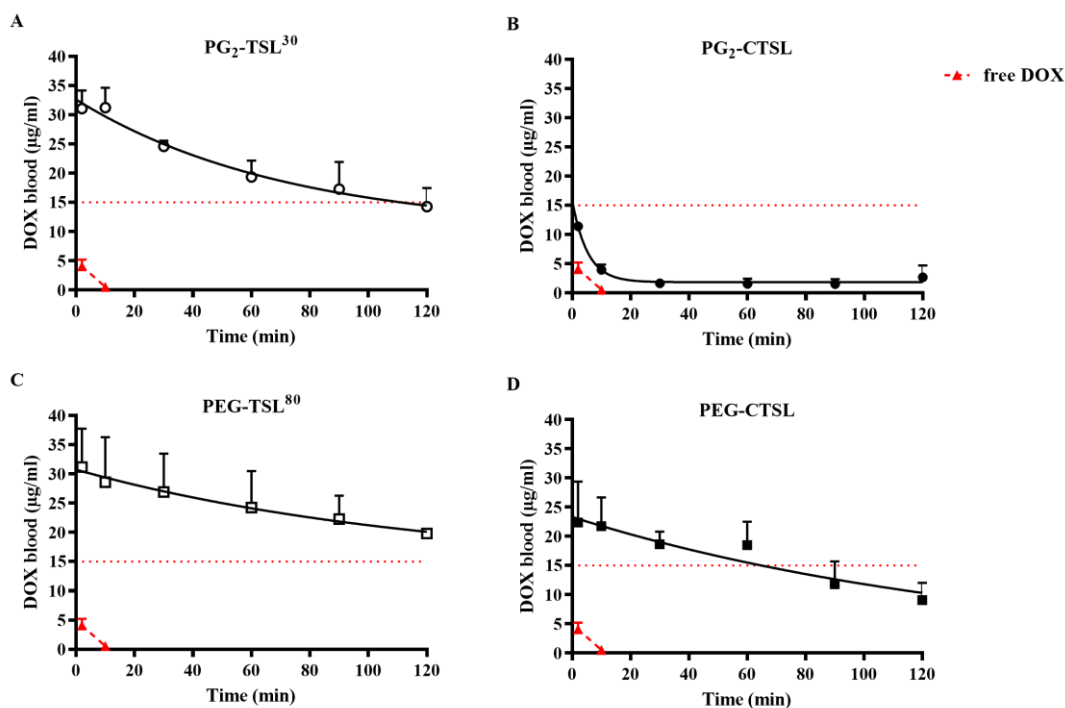 A
PG₂-TSL³⁰
DOX blood (µg/ml)
40
35
30
25
20
15
10
5
0
0 20 40 60 80 100 120
Time (min)
B
PG₂-CTSL
DOX blood (µg/ml)
40
35
30
25
20
15
10
5
0
0 20 40 60 80 100 120
Time (min)
free DOX
C
PEG-TSL⁸⁰
DOX blood (µg/ml)
40
35
30
25
20
15
10
5
0
0 20 40 60 80 100 120
Time (min)
D
PEG-CTSL
DOX blood (µg/ml)
40
35
30
25
20
15
10
5
0
0 20 40 60 80 100 120
Time (min)